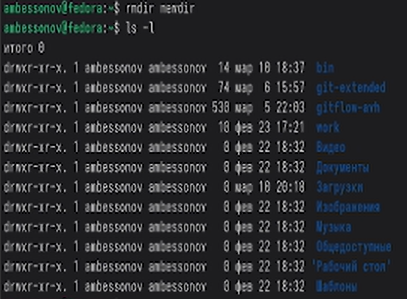 ambessonov@fedora:~$ rmdir newdir
ambessonov@fedora:~$ ls -l
итого 0
drwxr-xr-x. 1 ambessonov ambessonov 14 мар 10 18:37 bin
drwxr-xr-x. 1 ambessonov ambessonov 74 мар 6 15:57 git-extended
drwxr-xr-x. 1 ambessonov ambessonov 530 мар 5 22:03 gitflow-avh
drwxr-xr-x. 1 ambessonov ambessonov 10 фев 23 17:21 work
drwxr-xr-x. 1 ambessonov ambessonov 0 фев 22 18:32 Видео
drwxr-xr-x. 1 ambessonov ambessonov 0 фев 22 18:32 Документы
drwxr-xr-x. 1 ambessonov ambessonov 0 мар 10 20:10 Загрузки
drwxr-xr-x. 1 ambessonov ambessonov 0 фев 22 18:32 Изображения
drwxr-xr-x. 1 ambessonov ambessonov 0 фев 22 18:32 Музыка
drwxr-xr-x. 1 ambessonov ambessonov 0 фев 22 18:32 Общедоступные
drwxr-xr-x. 1 ambessonov ambessonov 0 фев 22 18:32 'Рабочий стол'
drwxr-xr-x. 1 ambessonov ambessonov 0 фев 22 18:32 Шаблоны